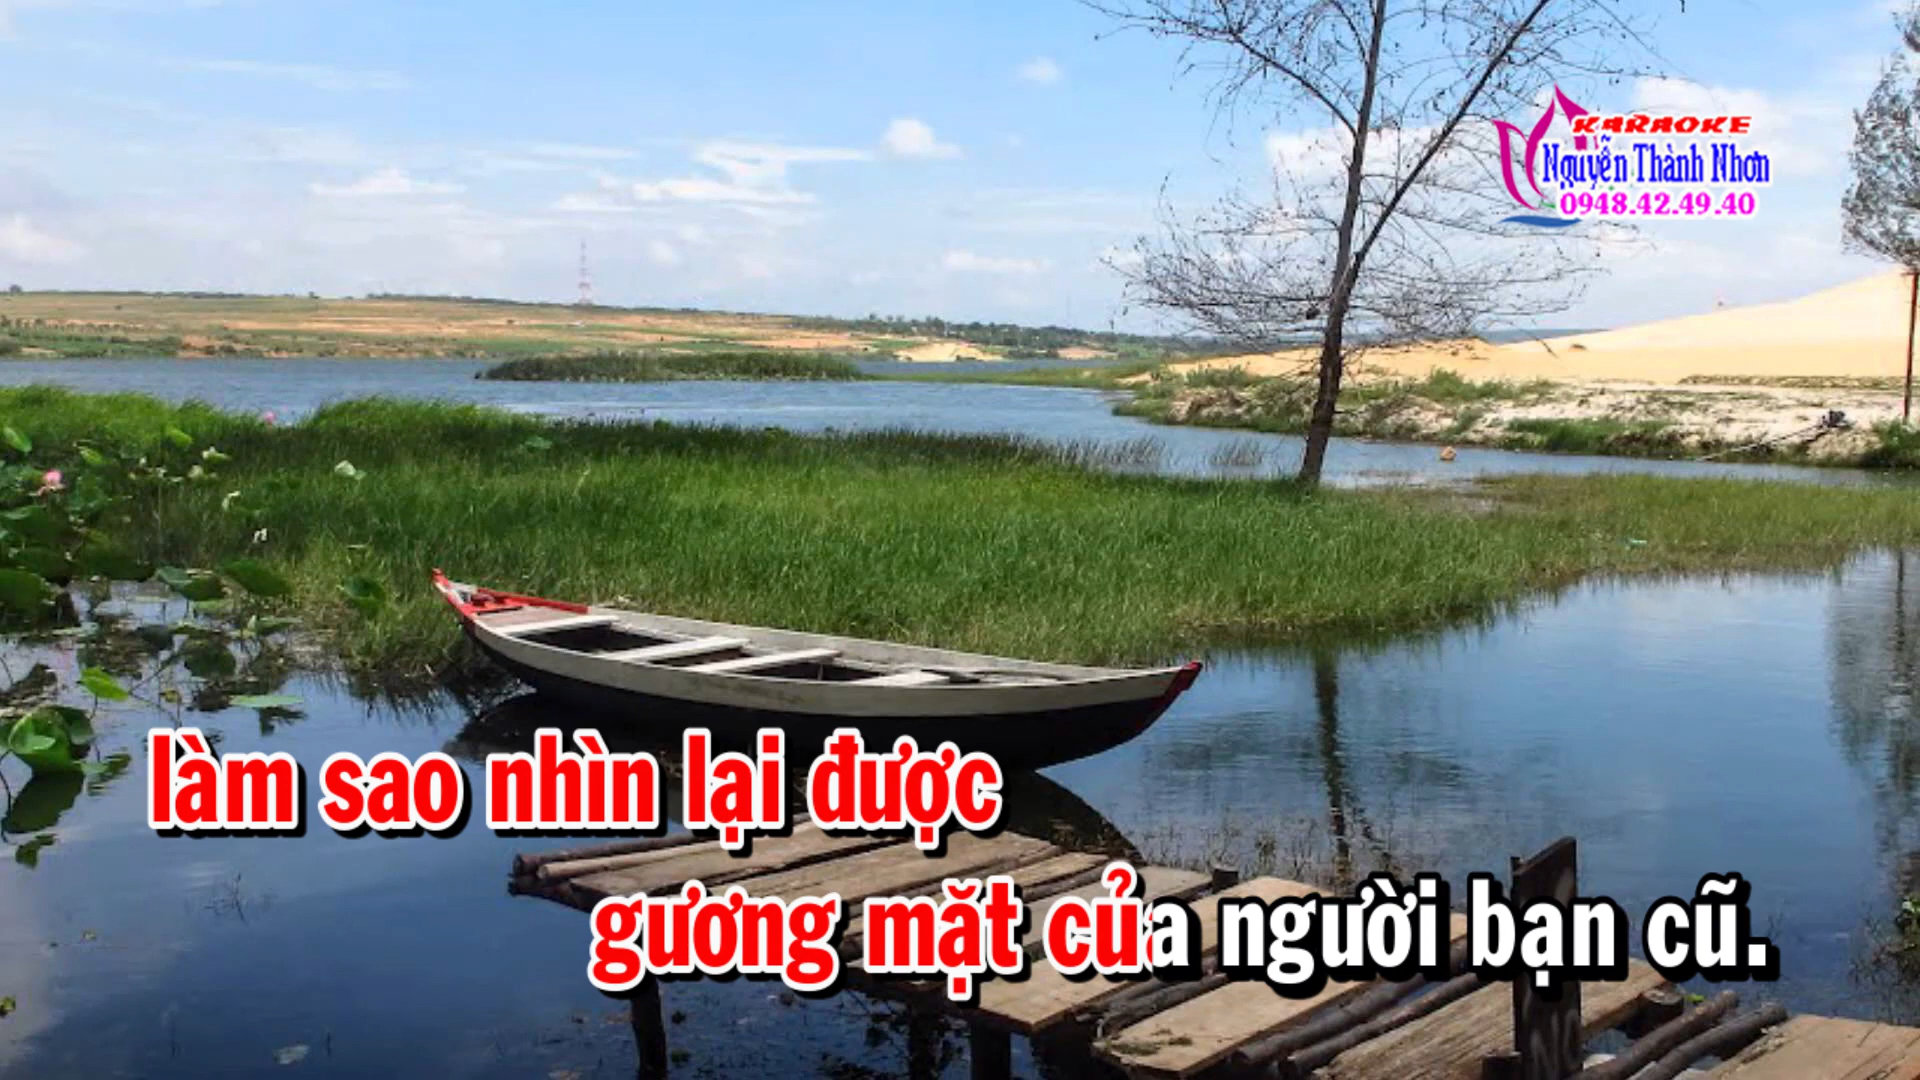 KARAOKE
Nguyễn Thành Nhơn
0948.42.49.40
làm sao nhìn lại được
gương mặt của người bạn cũ.